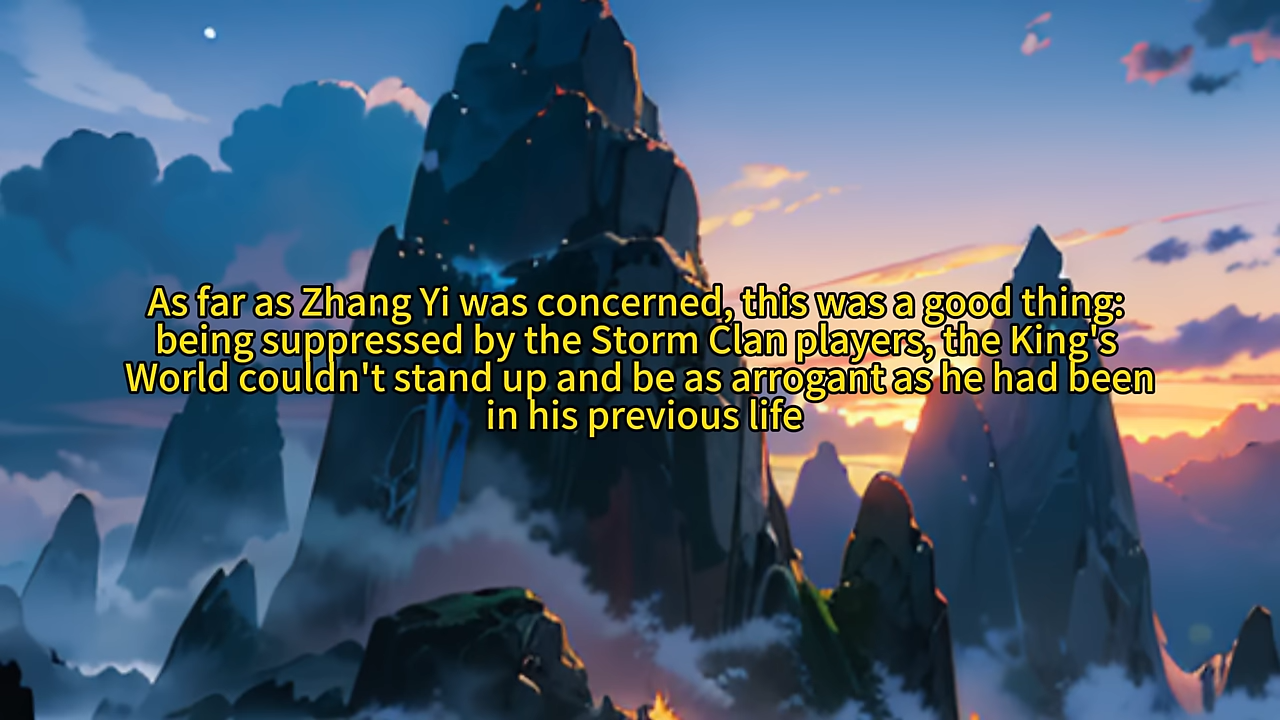 As far as Zhang Yi was concerned, this was a good thing:
being suppressed by the Storm Clan players, the King's
World couldn't stand up and be as arrogant as he had been
in his previous life